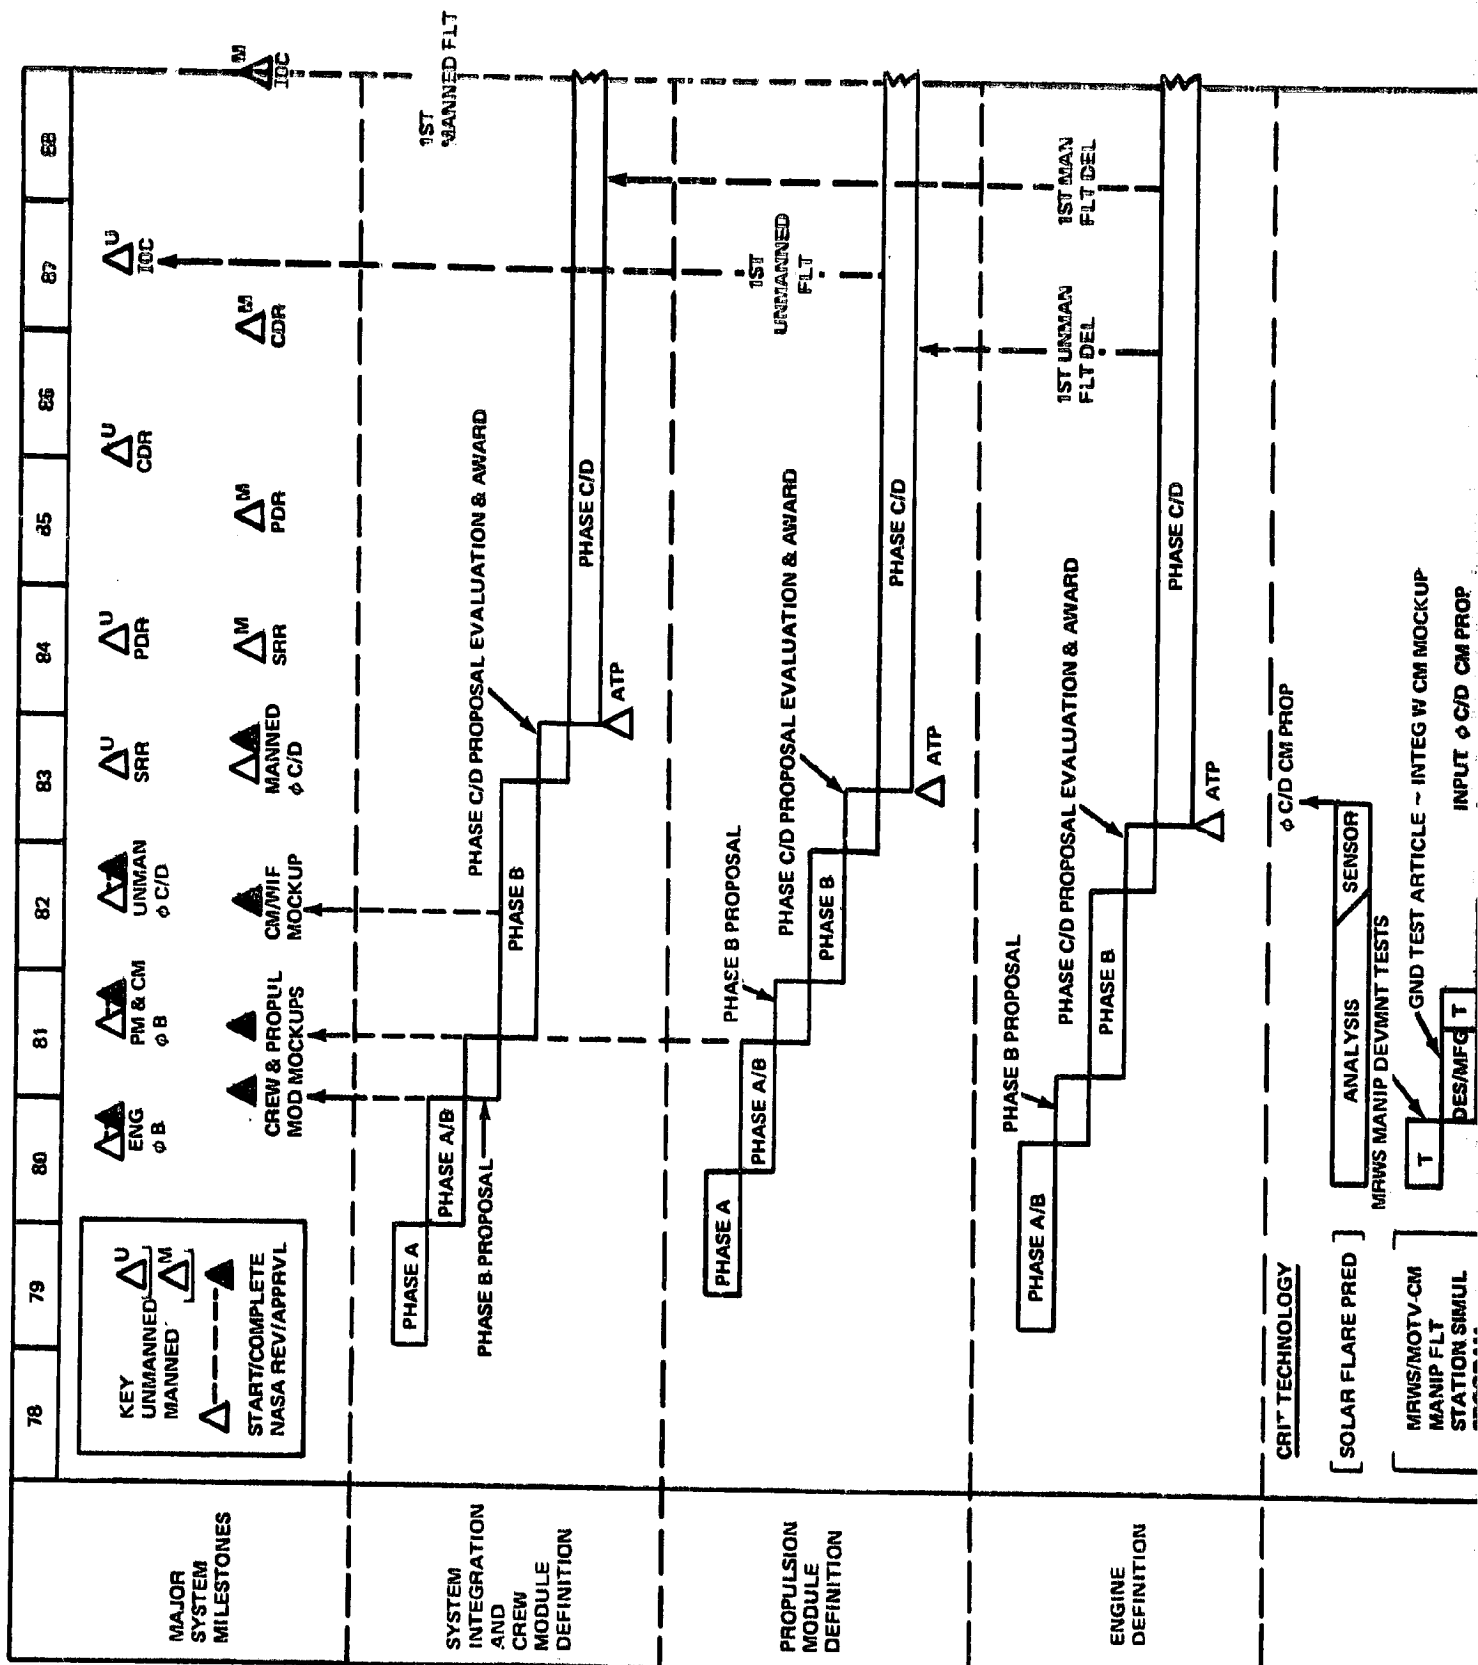 78
79
80
81
82
83
84
85
86
87
88
MAJOR
SYSTEM
MILESTONES
KEY
UNMANNED U
MANNED M
START/COMPLETE
NASA REV/APPRVL
ENG
φ B
PM & CM
φ B
UNMAN
φ C/D
U
SRR
U
PDR
U
CDR
U
IOC
CREW & PROPUL
MOD MOCKUPS
CM/WIF
MOCKUP
MANNED
φ C/D
M
SRR
M
PDR
M
CDR
M
IOC
SYSTEM
INTEGRATION
AND
CREW
MODULE
DEFINITION
PHASE A
PHASE A/B
PHASE B PROPOSAL
PHASE B
PHASE C/D PROPOSAL EVALUATION & AWARD
PHASE C/D
ATP
1ST
MANNED FLT
PROPULSION
MODULE
DEFINITION
PHASE A
PHASE A/B
PHASE B PROPOSAL
PHASE B
PHASE C/D PROPOSAL EVALUATION & AWARD
PHASE C/D
ATP
1ST
UNMANNED
FLT
ENGINE
DEFINITION
PHASE A/B
PHASE B PROPOSAL
PHASE B
PHASE C/D PROPOSAL EVALUATION & AWARD
PHASE C/D
ATP
1ST UNMAN
FLT DEL
1ST MAN
FLT DEL
CRIT TECHNOLOGY
SOLAR FLARE PRED
ANALYSIS
SENSOR
φ C/D CM PROP
MRWS/MOTV-CM
MANIP FLT
STATION SIMUL
MRWS MANIP DEVMNT TESTS
T
GND TEST ARTICLE ~ INTEG W CM MOCKUP
DES/MFG
T
INPUT φ C/D CM PROP